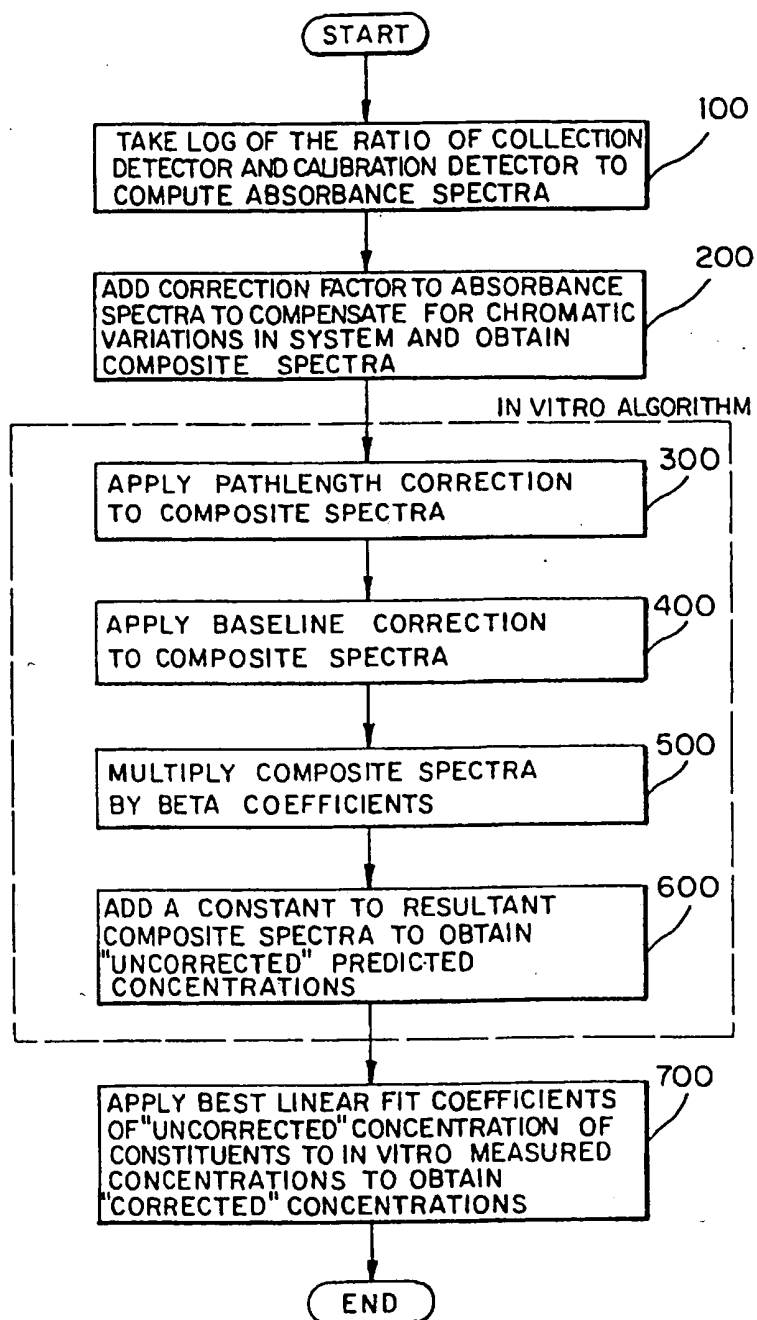 START
100
TAKE LOG OF THE RATIO OF COLLECTION
DETECTOR AND CALIBRATION DETECTOR TO
COMPUTE ABSORBANCE SPECTRA
200
ADD CORRECTION FACTOR TO ABSORBANCE
SPECTRA TO COMPENSATE FOR CHROMATIC
VARIATIONS IN SYSTEM AND OBTAIN
COMPOSITE SPECTRA
IN VITRO ALGORITHM
300
APPLY PATHLENGTH CORRECTION
TO COMPOSITE SPECTRA
400
APPLY BASELINE CORRECTION
TO COMPOSITE SPECTRA
500
MULTIPLY COMPOSITE SPECTRA
BY BETA COEFFICIENTS
600
ADD A CONSTANT TO RESULTANT
COMPOSITE SPECTRA TO OBTAIN
"UNCORRECTED" PREDICTED
CONCENTRATIONS
700
APPLY BEST LINEAR FIT COEFFICIENTS
OF "UNCORRECTED" CONCENTRATION OF
CONSTITUENTS TO IN VITRO MEASURED
CONCENTRATIONS TO OBTAIN
"CORRECTED" CONCENTRATIONS
END